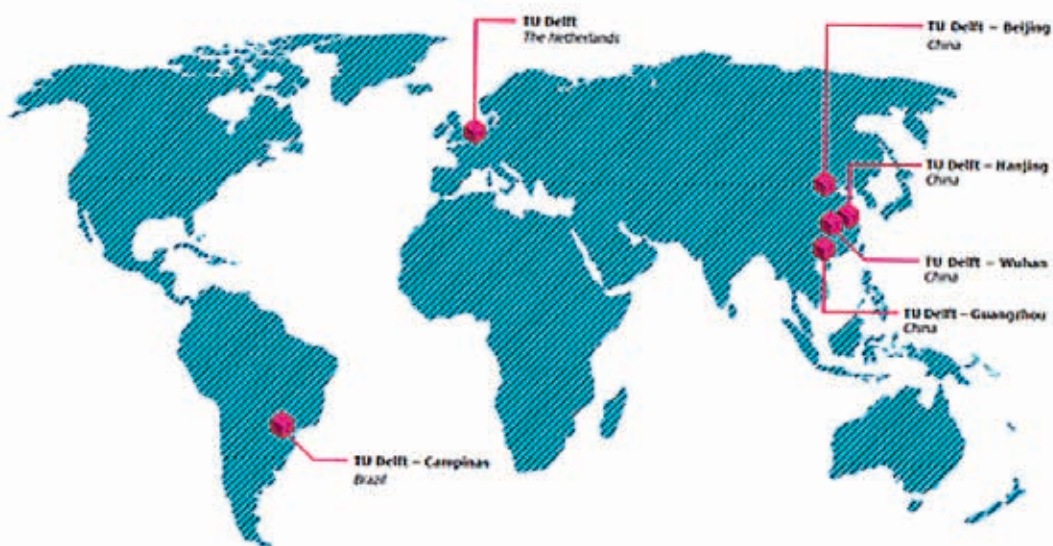 TU Delft
The Netherlands
TU Delft – Beijing
China
TU Delft – Nanjing
China
TU Delft – Wuhan
China
TU Delft – Guangzhou
China
TU Delft – Campinas
Brazil